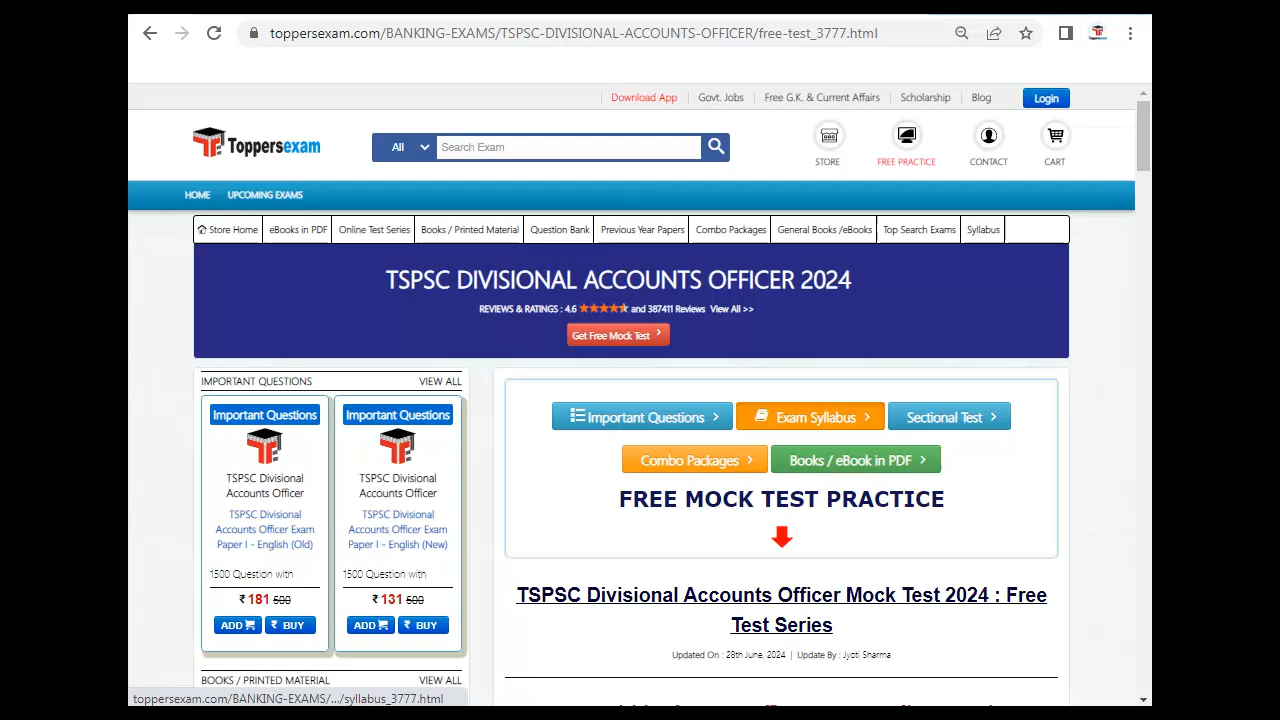 toppersexam.com/BANKING-EXAMS/TSPSC-DIVISIONAL-ACCOUNTS-OFFICER/free-test_3777.html
Download App Govt. Jobs Free G.K. & Current Affairs Scholarship Blog Login
Toppersexam
All Search Exam
STORE FREE PRACTICE CONTACT CART
HOME UPCOMING EXAMS
Store Home eBooks in PDF Online Test Series Books / Printed Material Question Bank Previous Year Papers Combo Packages General Books /eBooks Top Search Exams Syllabus
TSPSC DIVISIONAL ACCOUNTS OFFICER 2024
REVIEWS & RATINGS : 4.6 and 387411 Reviews View All >>
Get Free Mock Test
IMPORTANT QUESTIONS VIEW ALL
Important Questions
TSPSC Divisional
Accounts Officer
TSPSC Divisional
Accounts Officer Exam
Paper I - English (Old)
1500 Question with
₹ 181 500
ADD ₹ BUY
Important Questions
TSPSC Divisional
Accounts Officer
TSPSC Divisional
Accounts Officer Exam
Paper I - English (New)
1500 Question with
₹ 131 500
ADD ₹ BUY
BOOKS / PRINTED MATERIAL VIEW ALL
Important Questions Exam Syllabus Sectional Test
Combo Packages Books / eBook in PDF
FREE MOCK TEST PRACTICE
TSPSC Divisional Accounts Officer Mock Test 2024 : Free
Test Series
Updated On : 28th June, 2024 | Update By : Jyoti Sharma
toppersexam.com/BANKING-EXAMS/.../syllabus_3777.html